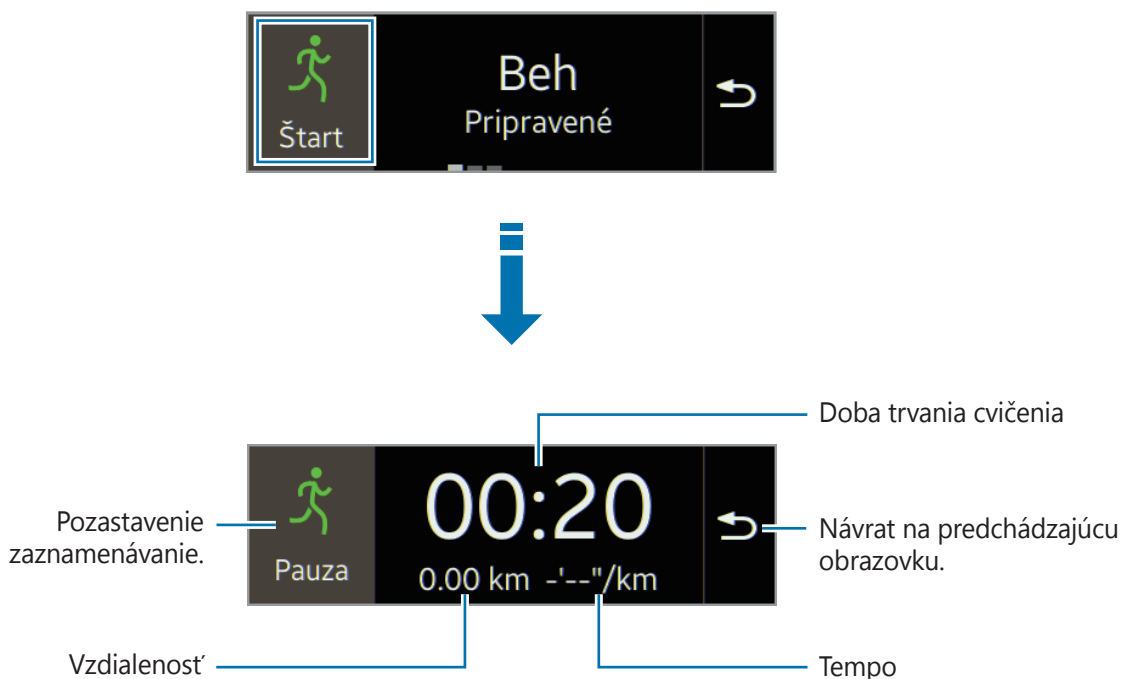 Štart
Beh
Pripravené
Doba trvania cvičenia
Pozastavenie
zaznamenávanie.
Pauza
00:20
0.00 km -'--"/km
Návrat na predchádzajúcu
obrazovku.
Vzdialenosť
Tempo